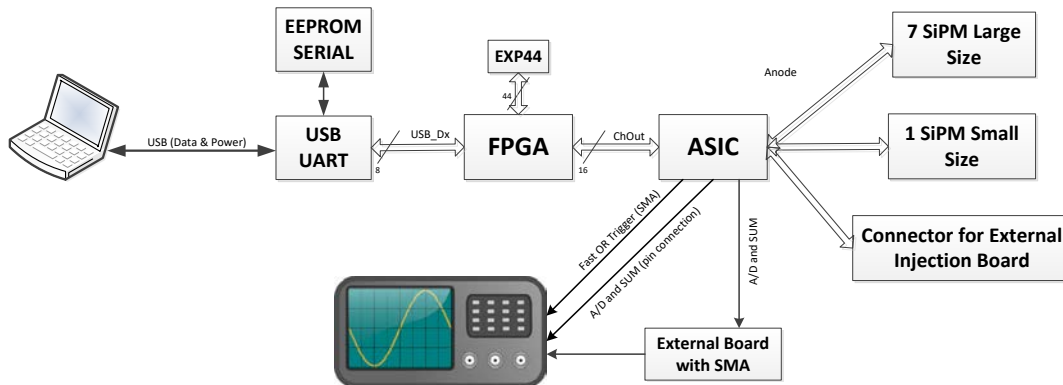 EEPROM
SERIAL
EXP44
7 SiPM Large
Size
Anode
44
USB (Data & Power)
USB
UART
USB_Dx
8
FPGA
ChOut
16
ASIC
1 SiPM Small
Size
Connector for External
Injection Board
Fast OR Trigger (SMA)
A/D and SUM (pin connection)
A/D and SUM
External Board
with SMA